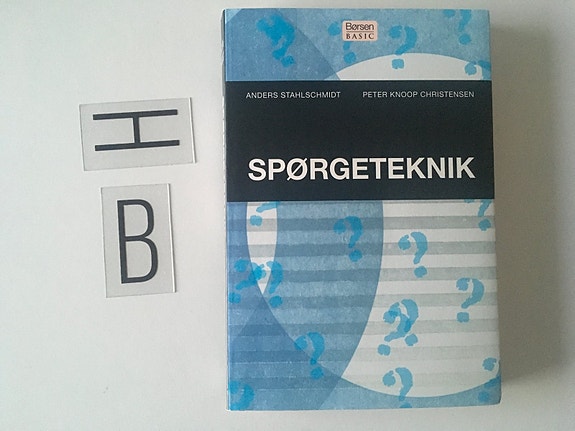 Børsen
BASIC
ANDERS STAHLSCHMIDT PETER KNOOP CHRISTENSEN
SPØRGETEKNIK
H
B